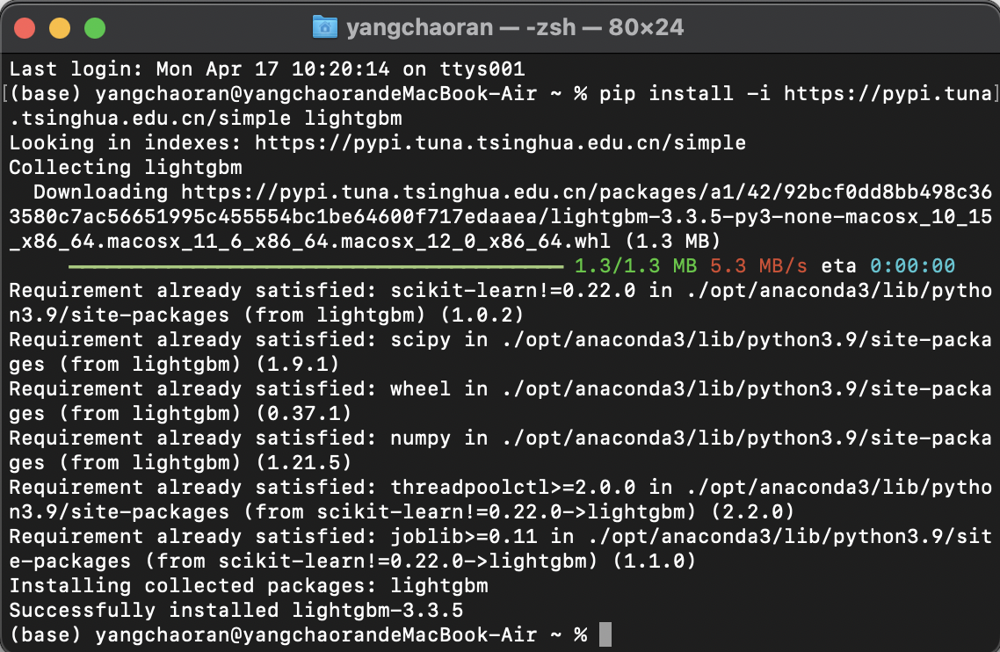 yangchaoran — -zsh — 80×24
Last login: Mon Apr 17 10:20:14 on ttys001
[(base) yangchaoran@yangchaorandeMacBook-Air ~ % pip install -i https://pypi.tuna]
.tsinghua.edu.cn/simple lightgbm
Looking in indexes: https://pypi.tuna.tsinghua.edu.cn/simple
Collecting lightgbm
  Downloading https://pypi.tuna.tsinghua.edu.cn/packages/a1/42/92bcf0dd8bb498c36
3580c7ac56651995c455554bc1be64600f717edaaea/lightgbm-3.3.5-py3-none-macosx_10_15
_x86_64.macosx_11_6_x86_64.macosx_12_0_x86_64.whl (1.3 MB)
1.3/1.3 MB 5.3 MB/s eta 0:00:00
Requirement already satisfied: scikit-learn!=0.22.0 in ./opt/anaconda3/lib/pytho
n3.9/site-packages (from lightgbm) (1.0.2)
Requirement already satisfied: scipy in ./opt/anaconda3/lib/python3.9/site-packa
ges (from lightgbm) (1.9.1)
Requirement already satisfied: wheel in ./opt/anaconda3/lib/python3.9/site-packa
ges (from lightgbm) (0.37.1)
Requirement already satisfied: numpy in ./opt/anaconda3/lib/python3.9/site-packa
ges (from lightgbm) (1.21.5)
Requirement already satisfied: threadpoolctl>=2.0.0 in ./opt/anaconda3/lib/pytho
n3.9/site-packages (from scikit-learn!=0.22.0->lightgbm) (2.2.0)
Requirement already satisfied: joblib>=0.11 in ./opt/anaconda3/lib/python3.9/sit
e-packages (from scikit-learn!=0.22.0->lightgbm) (1.1.0)
Installing collected packages: lightgbm
Successfully installed lightgbm-3.3.5
(base) yangchaoran@yangchaorandeMacBook-Air ~ %